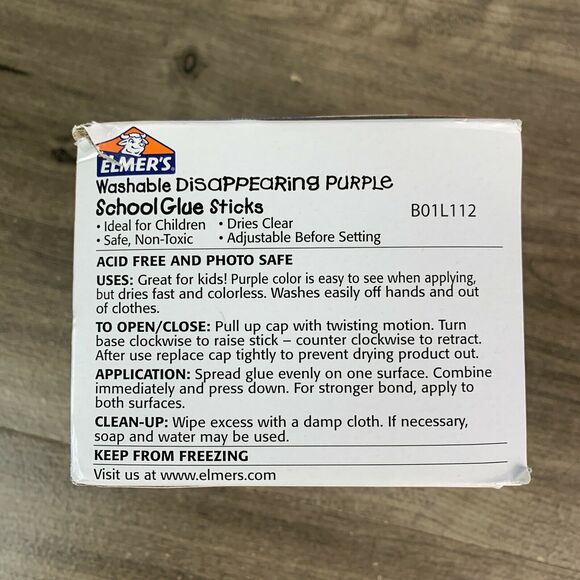 ELMER'S
Washable DISAPPEARING PURPLE
School Glue Sticks
B01L112
• Ideal for Children • Dries Clear
• Safe, Non-Toxic • Adjustable Before Setting
ACID FREE AND PHOTO SAFE
USES: Great for kids! Purple color is easy to see when applying,
but dries fast and colorless. Washes easily off hands and out
of clothes.
TO OPEN/CLOSE: Pull up cap with twisting motion. Turn
base clockwise to raise stick – counter clockwise to retract.
After use replace cap tightly to prevent drying product out.
APPLICATION: Spread glue evenly on one surface. Combine
immediately and press down. For stronger bond, apply to
both surfaces.
CLEAN-UP: Wipe excess with a damp cloth. If necessary,
soap and water may be used.
KEEP FROM FREEZING
Visit us at www.elmers.com